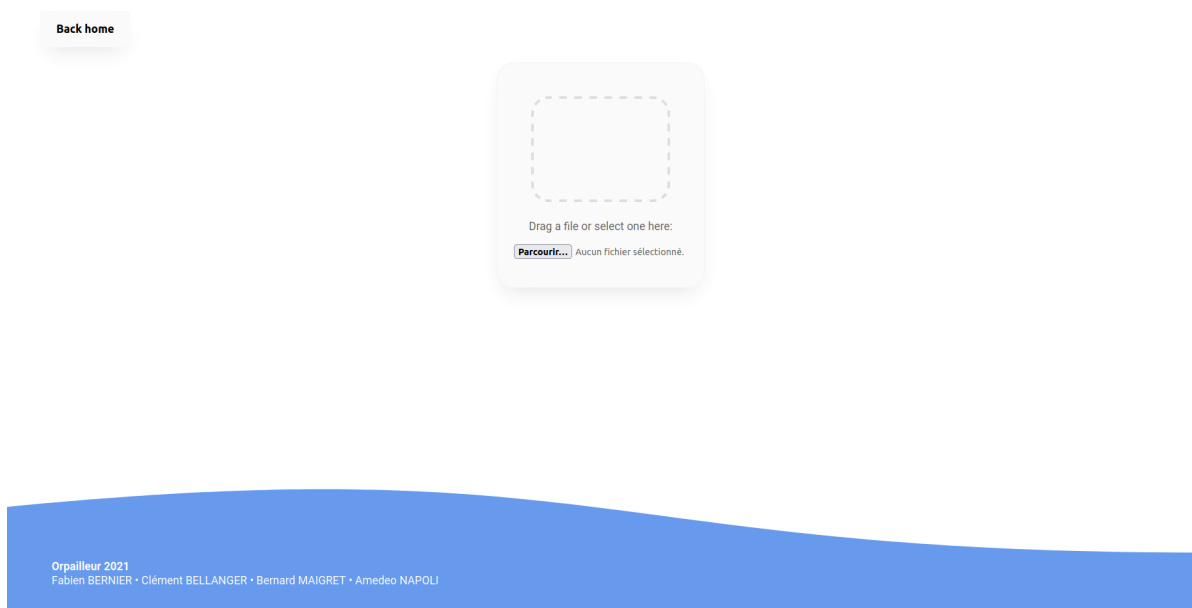 Back home
Drag a file or select one here:
Parcourir... Aucun fichier sélectionné.
Orpailleur 2021
Fabien BERNIER • Clément BELLANGER • Bernard MAIGRET • Amedeo NAPOLI